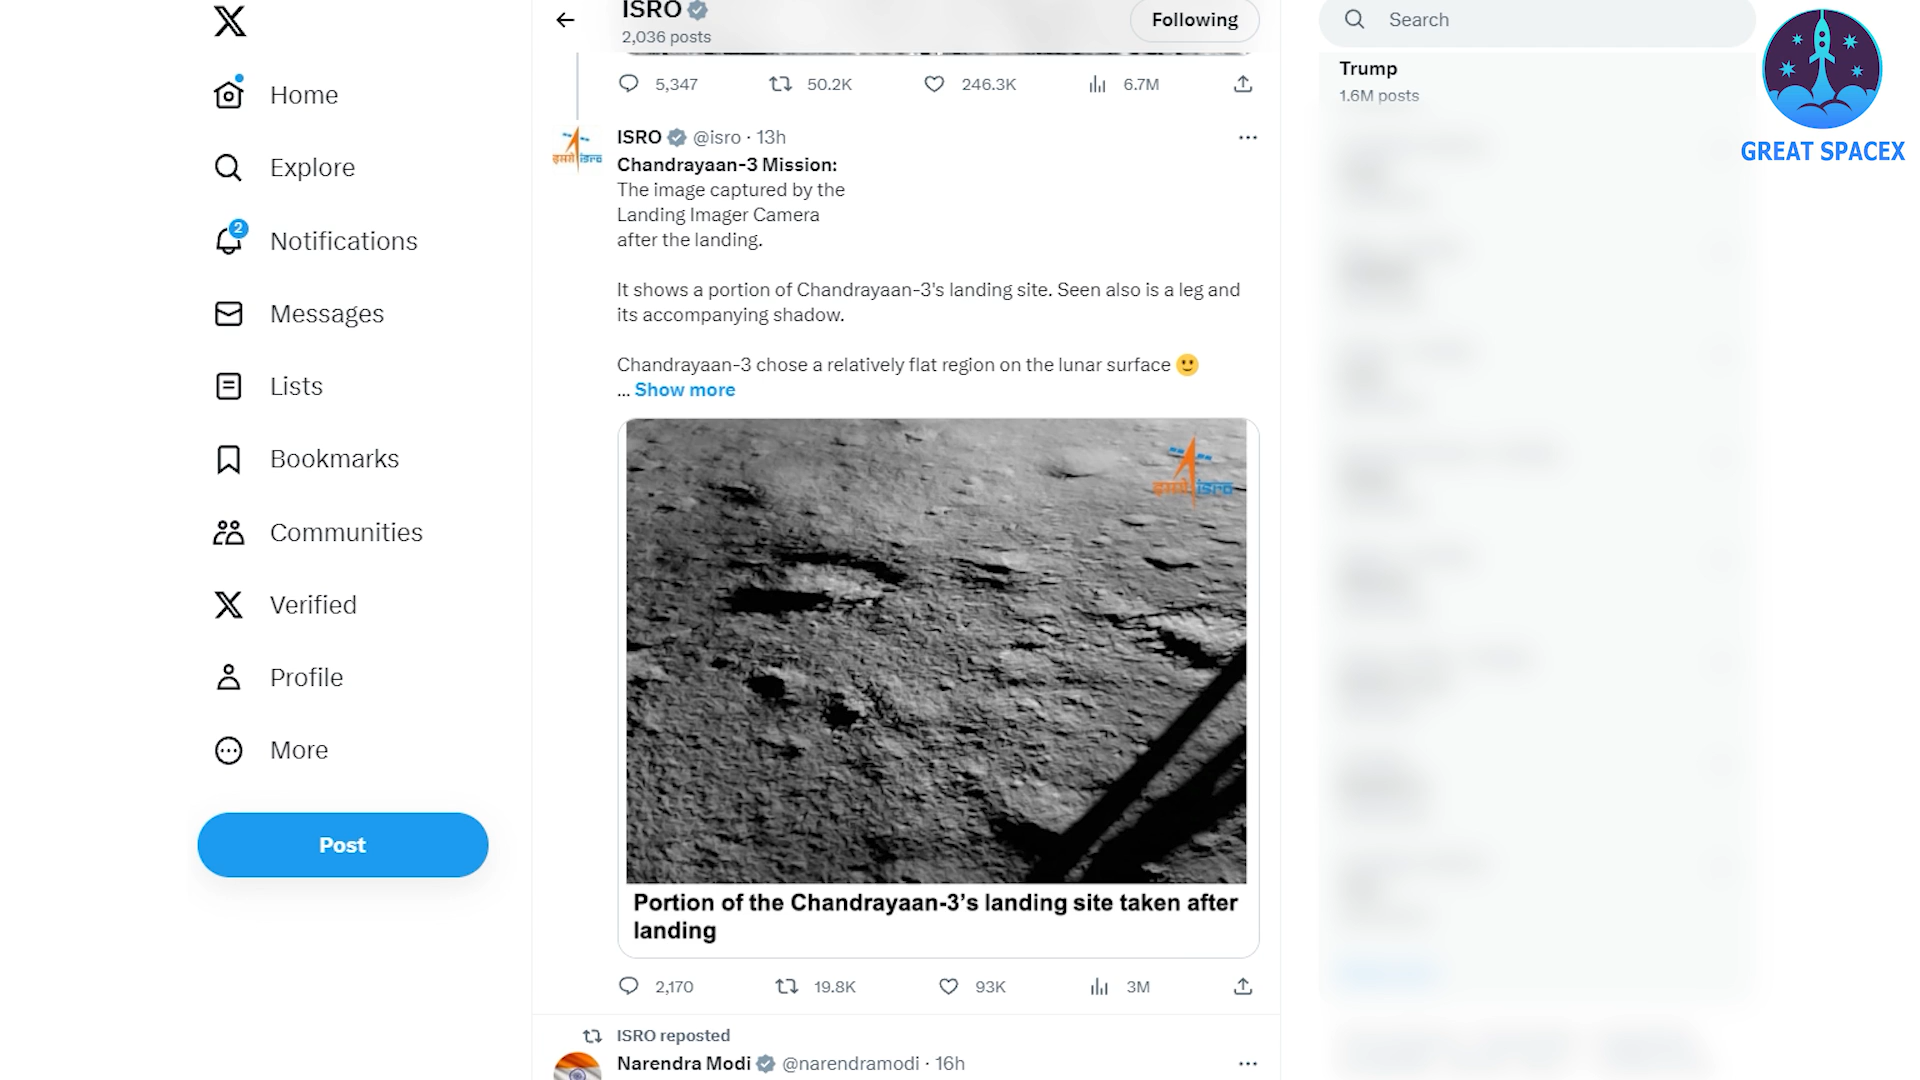 Home
Explore
2
Notifications
Messages
Lists
Bookmarks
Communities
Verified
Profile
More
Post
ISRO
2,036 posts
Following
5,347 50.2K 246.3K 6.7M
इसरो isro
ISRO @isro · 13h
Chandrayaan-3 Mission:
The image captured by the
Landing Imager Camera
after the landing.
It shows a portion of Chandrayaan-3's landing site. Seen also is a leg and
its accompanying shadow.
Chandrayaan-3 chose a relatively flat region on the lunar surface 🙂
... Show more
इसरो isro
Portion of the Chandrayaan-3’s landing site taken after
landing
2,170 19.8K 93K 3M
ISRO reposted
Narendra Modi @narendramodi · 16h
Search
Trump
1.6M posts
GREAT SPACEX